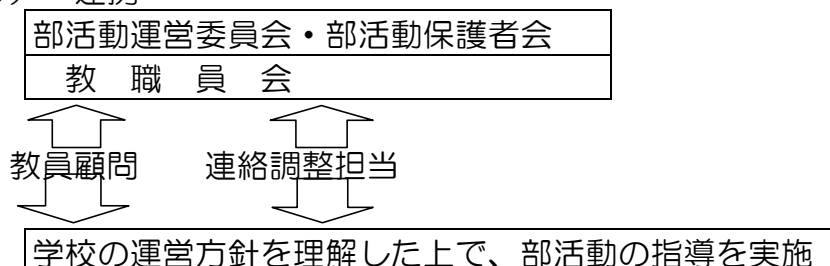 連携
部活動運営委員会・部活動保護者会
教　職　員　会
教員顧問　連絡調整担当
学校の運営方針を理解した上で、部活動の指導を実施